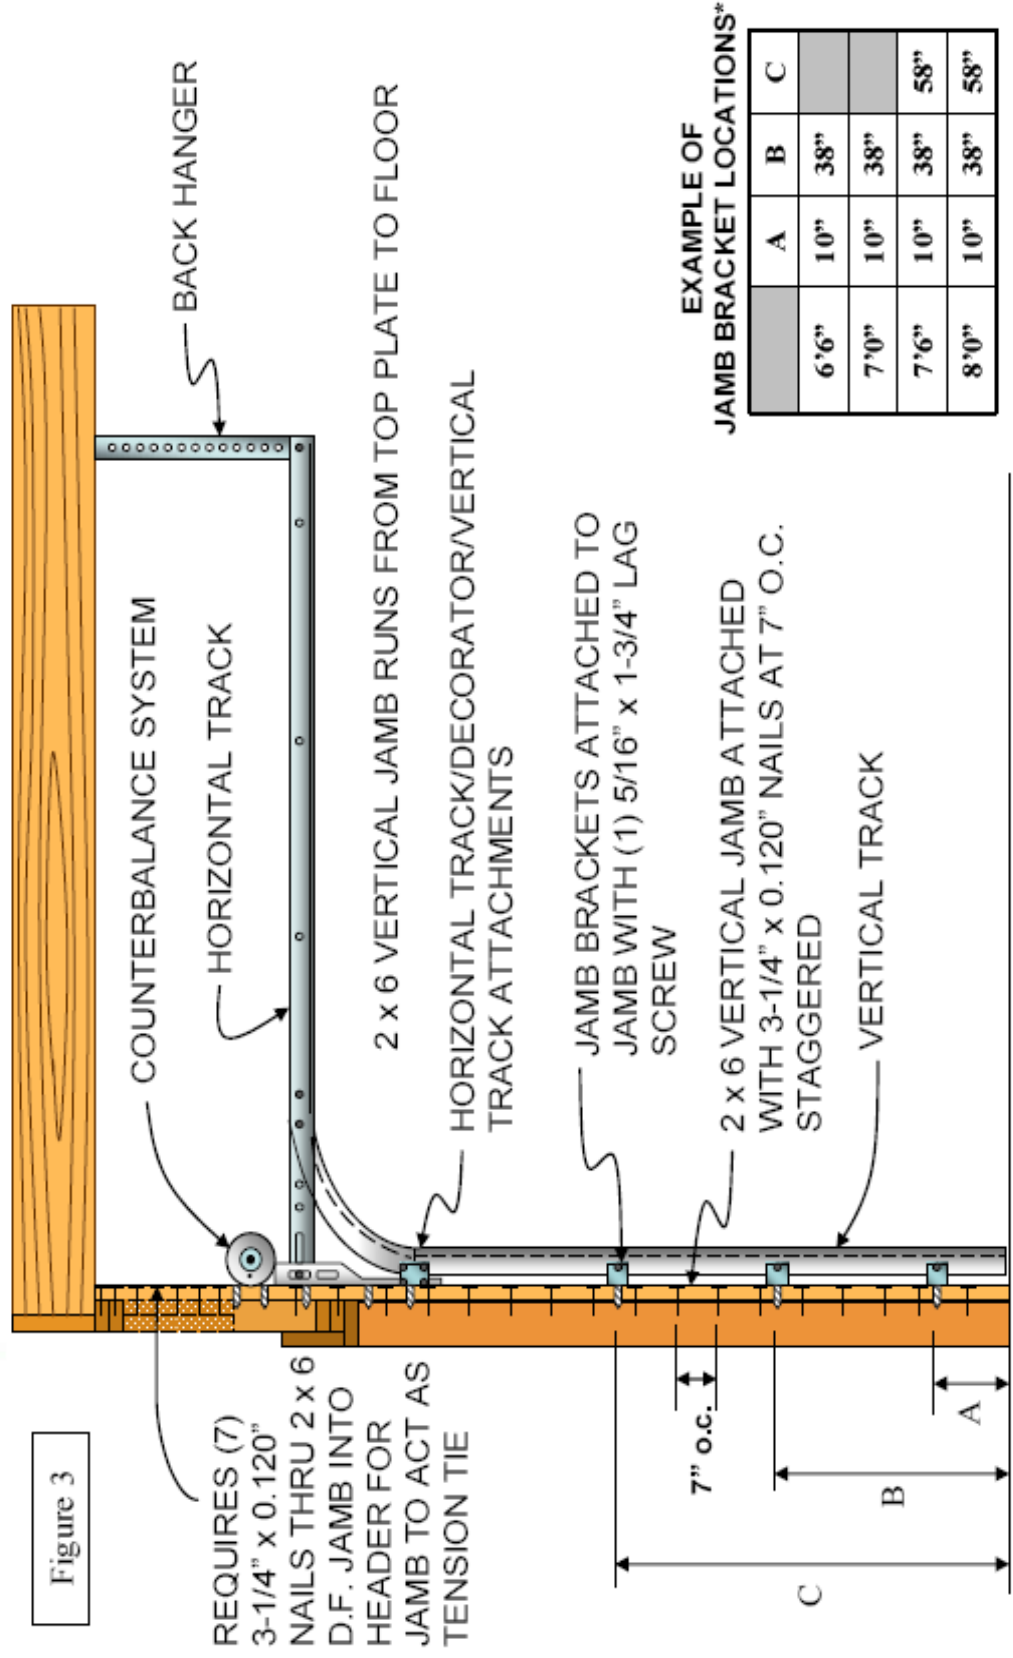 Figure 3
REQUIRES (7)
3-1/4” x 0.120”
NAILS THRU 2 x 6
D.F. JAMB INTO
HEADER FOR
JAMB TO ACT AS
TENSION TIE
COUNTERBALANCE SYSTEM
HORIZONTAL TRACK
BACK HANGER
2 x 6 VERTICAL JAMB RUNS FROM TOP PLATE TO FLOOR
HORIZONTAL TRACK/DECORATOR/VERTICAL
TRACK ATTACHMENTS
JAMB BRACKETS ATTACHED TO
JAMB WITH (1) 5/16” x 1-3/4” LAG
SCREW
2 x 6 VERTICAL JAMB ATTACHED
WITH 3-1/4” x 0.120” NAILS AT 7” O.C.
STAGGERED
VERTICAL TRACK
7” o.c.
A
B
C
EXAMPLE OF
JAMB BRACKET LOCATIONS*
A B C
6’6” 10” 38”
7’0” 10” 38”
7’6” 10” 38” 58”
8’0” 10” 38” 58”